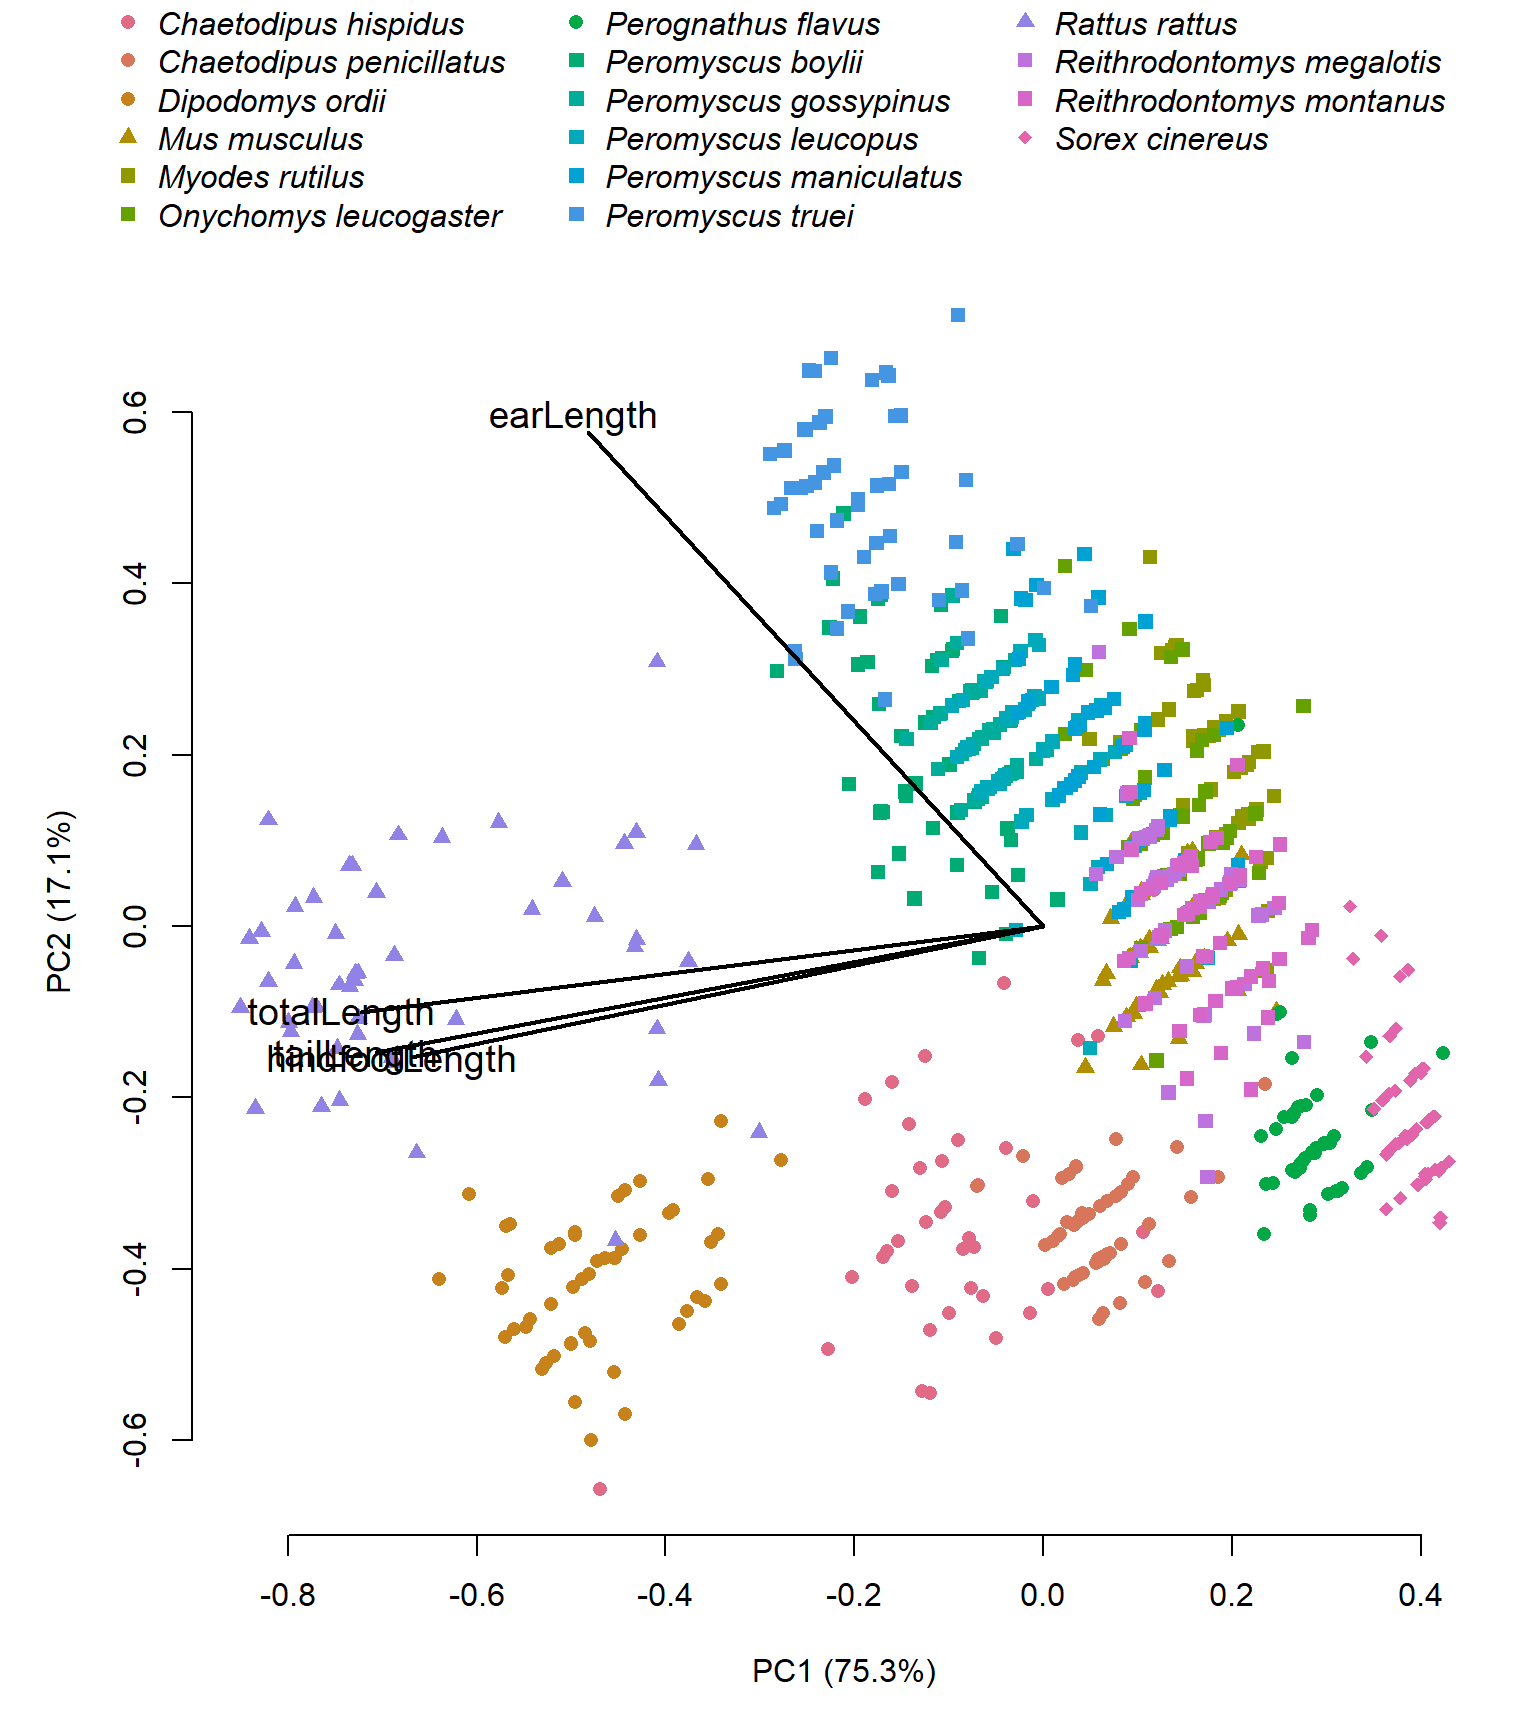 Chaetodipus hispidus
Chaetodipus penicillatus
Dipodomys ordii
Mus musculus
Myodes rutilus
Onychomys leucogaster
Perognathus flavus
Peromyscus boylii
Peromyscus gossypinus
Peromyscus leucopus
Peromyscus maniculatus
Peromyscus truei
Rattus rattus
Reithrodontomys megalotis
Reithrodontomys montanus
Sorex cinereus
earLength
totalLength
tailLength
hindfootLength
PC2 (17.1%)
0.6
0.4
0.2
0.0
-0.2
-0.4
-0.6
-0.8
-0.6
-0.4
-0.2
0.0
0.2
0.4
PC1 (75.3%)